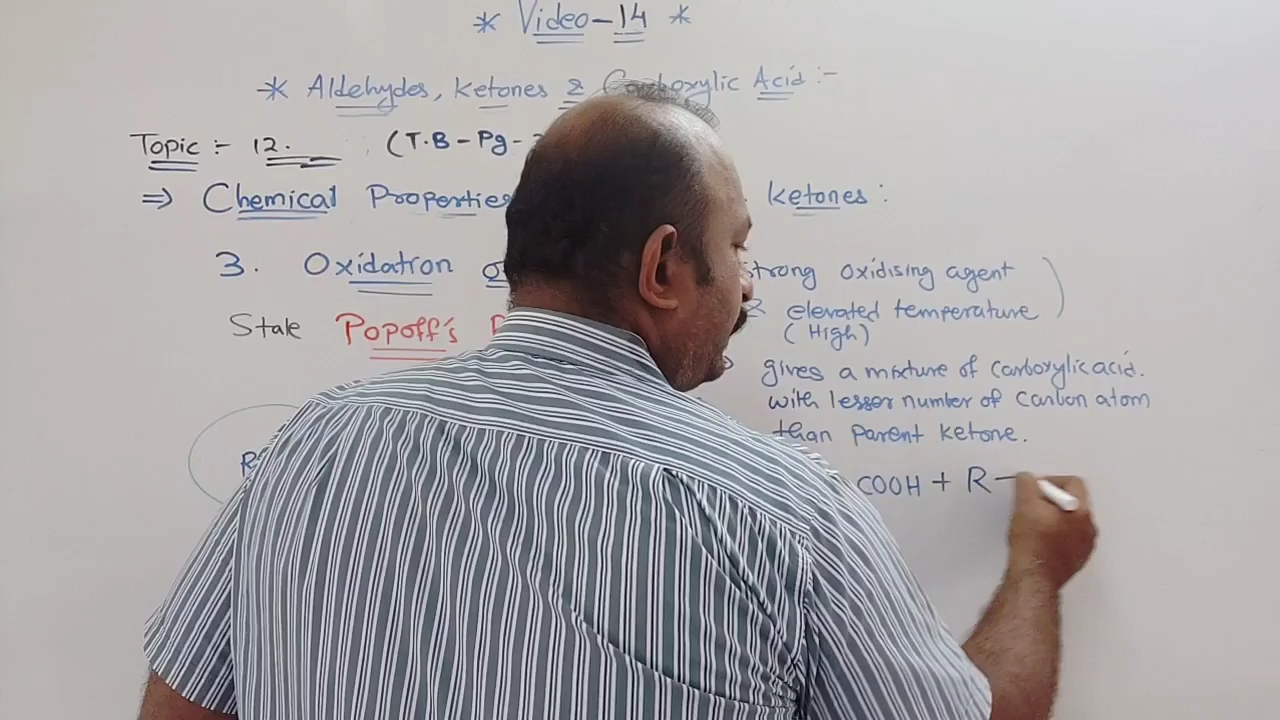 * Video-14 *
* Aldehydes, Ketones & Carboxylic Acid :-
Topic :- 12. (T.B-Pg-
⇒ Chemical Properties Ketones :
3. Oxidation strong oxidising agent
& elevated temperature
State Popoff's (High)
gives a mixture of carboxylic acid.
with lesser number of carbon atom
than parent ketone.
COOH + R-